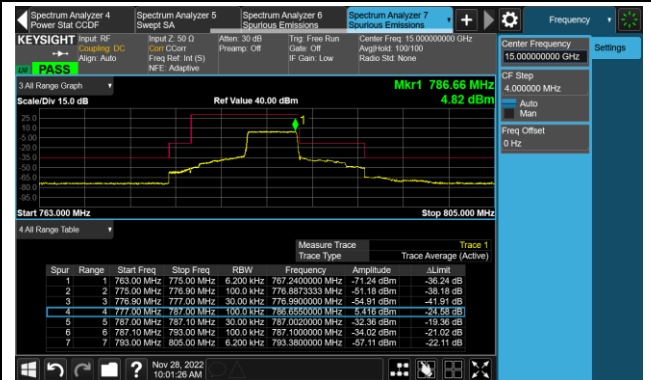 Spectrum Analyzer 4
Power Stat CCDF
Spectrum Analyzer 5
Swept SA
Spectrum Analyzer 6
Spurious Emissions
Spectrum Analyzer 7
Spurious Emissions
Frequency
KEYSIGHT
Input: RF
Coupling: DC
Align: Auto
Input Z: 50 Ω
Corr CCorr
Freq Ref: Int (S)
NFE: Adaptive
Atten: 30 dB
Preamp: Off
Trig: Free Run
Gate: Off
IF Gain: Low
Center Freq: 15.000000000 GHz
Avg|Hold: 100/100
Radio Std: None
PASS
Center Frequency
15.000000000 GHz
Settings
CF Step
4.000000 MHz
Auto
Man
Freq Offset
0 Hz
3 All Range Graph
Mkr1 786.66 MHz
Scale/Div 15.0 dB
Ref Value 40.00 dBm
4.82 dBm
1
25.0
10.0
-5.00
-20.0
-35.0
-50.0
-65.0
-80.0
-95.0
Start 763.000 MHz
Stop 805.000 MHz
4 All Range Table
Measure Trace Trace 1
Trace Type Trace Average (Active)
Spur Range Start Freq Stop Freq RBW Frequency Amplitude ΔLimit
1 1 763.00 MHz 775.00 MHz 6.200 kHz 767.2400000 MHz -71.24 dBm -36.24 dB
2 2 775.00 MHz 776.90 MHz 100.0 kHz 776.8873333 MHz -51.18 dBm -38.18 dB
3 3 776.90 MHz 777.00 MHz 30.00 kHz 776.9900000 MHz -54.91 dBm -41.91 dB
4 4 777.00 MHz 787.00 MHz 100.0 kHz 786.6550000 MHz 5.416 dBm -24.58 dB
5 5 787.00 MHz 787.10 MHz 30.00 kHz 787.0020000 MHz -32.36 dBm -19.36 dB
6 6 787.10 MHz 793.00 MHz 100.0 kHz 787.1000000 MHz -34.02 dBm -21.02 dB
7 7 793.00 MHz 805.00 MHz 6.200 kHz 793.3800000 MHz -57.11 dBm -22.11 dB
?
Nov 28, 2022
10:01:26 AM